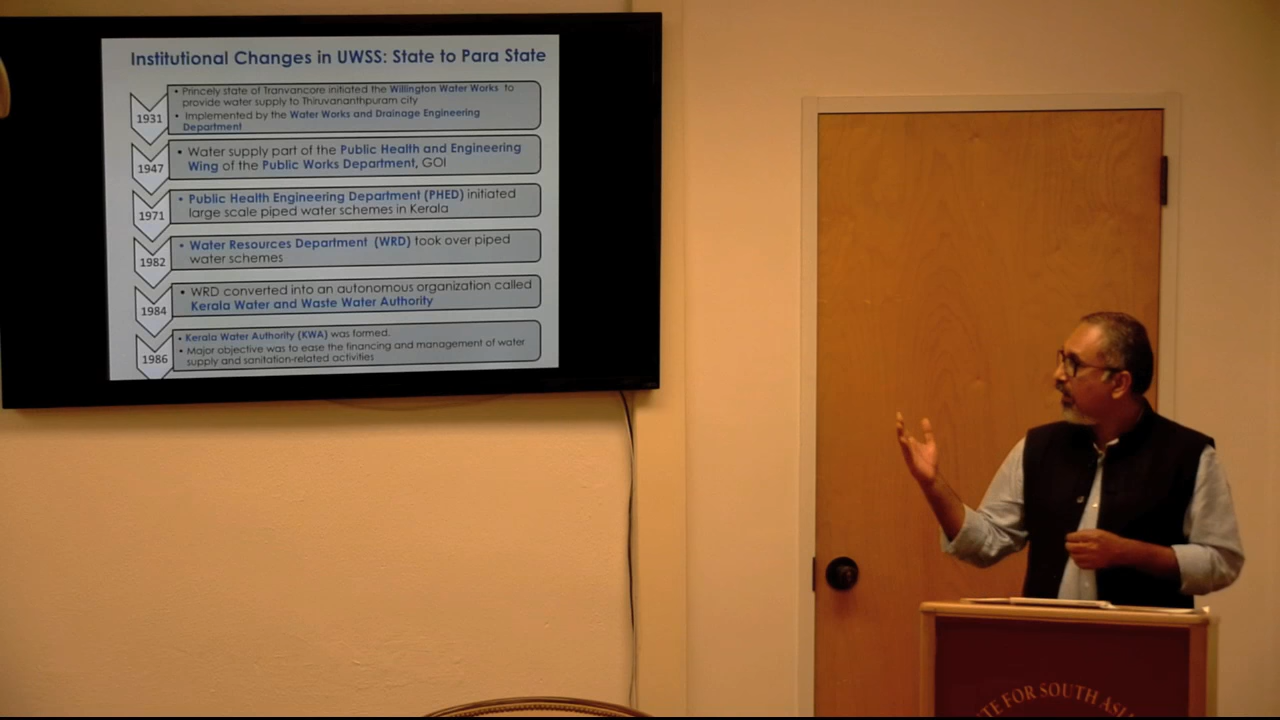 Institutional Changes in UWSS: State to Para State
1931
• Princely state of Tranvancore initiated the Willington Water Works to
provide water supply to Thiruvananthpuram city
• Implemented by the Water Works and Drainage Engineering
Department
1947
• Water supply part of the Public Health and Engineering
Wing of the Public Works Department, GOI
1971
• Public Health Engineering Department (PHED) initiated
large scale piped water schemes in Kerala
1982
• Water Resources Department (WRD) took over piped
water schemes
1984
• WRD converted into an autonomous organization called
Kerala Water and Waste Water Authority
1986
• Kerala Water Authority (KWA) was formed.
• Major objective was to ease the financing and management of water
supply and sanitation-related activities
TE FOR SOUTH ASI